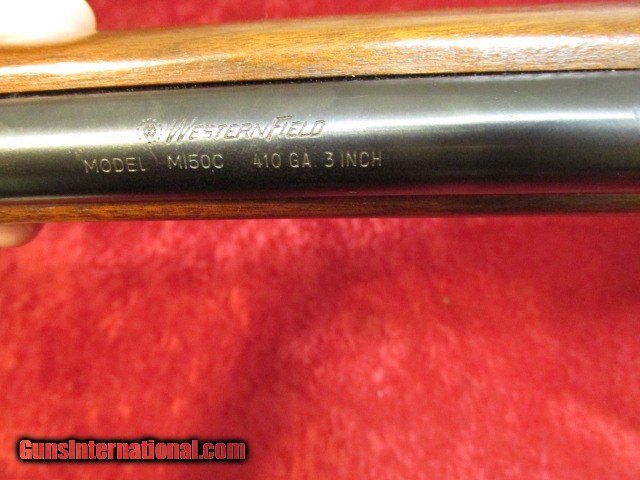 WESTERNFIELD
MODEL M150C 410 GA 3 INCH
GunsInternational.com